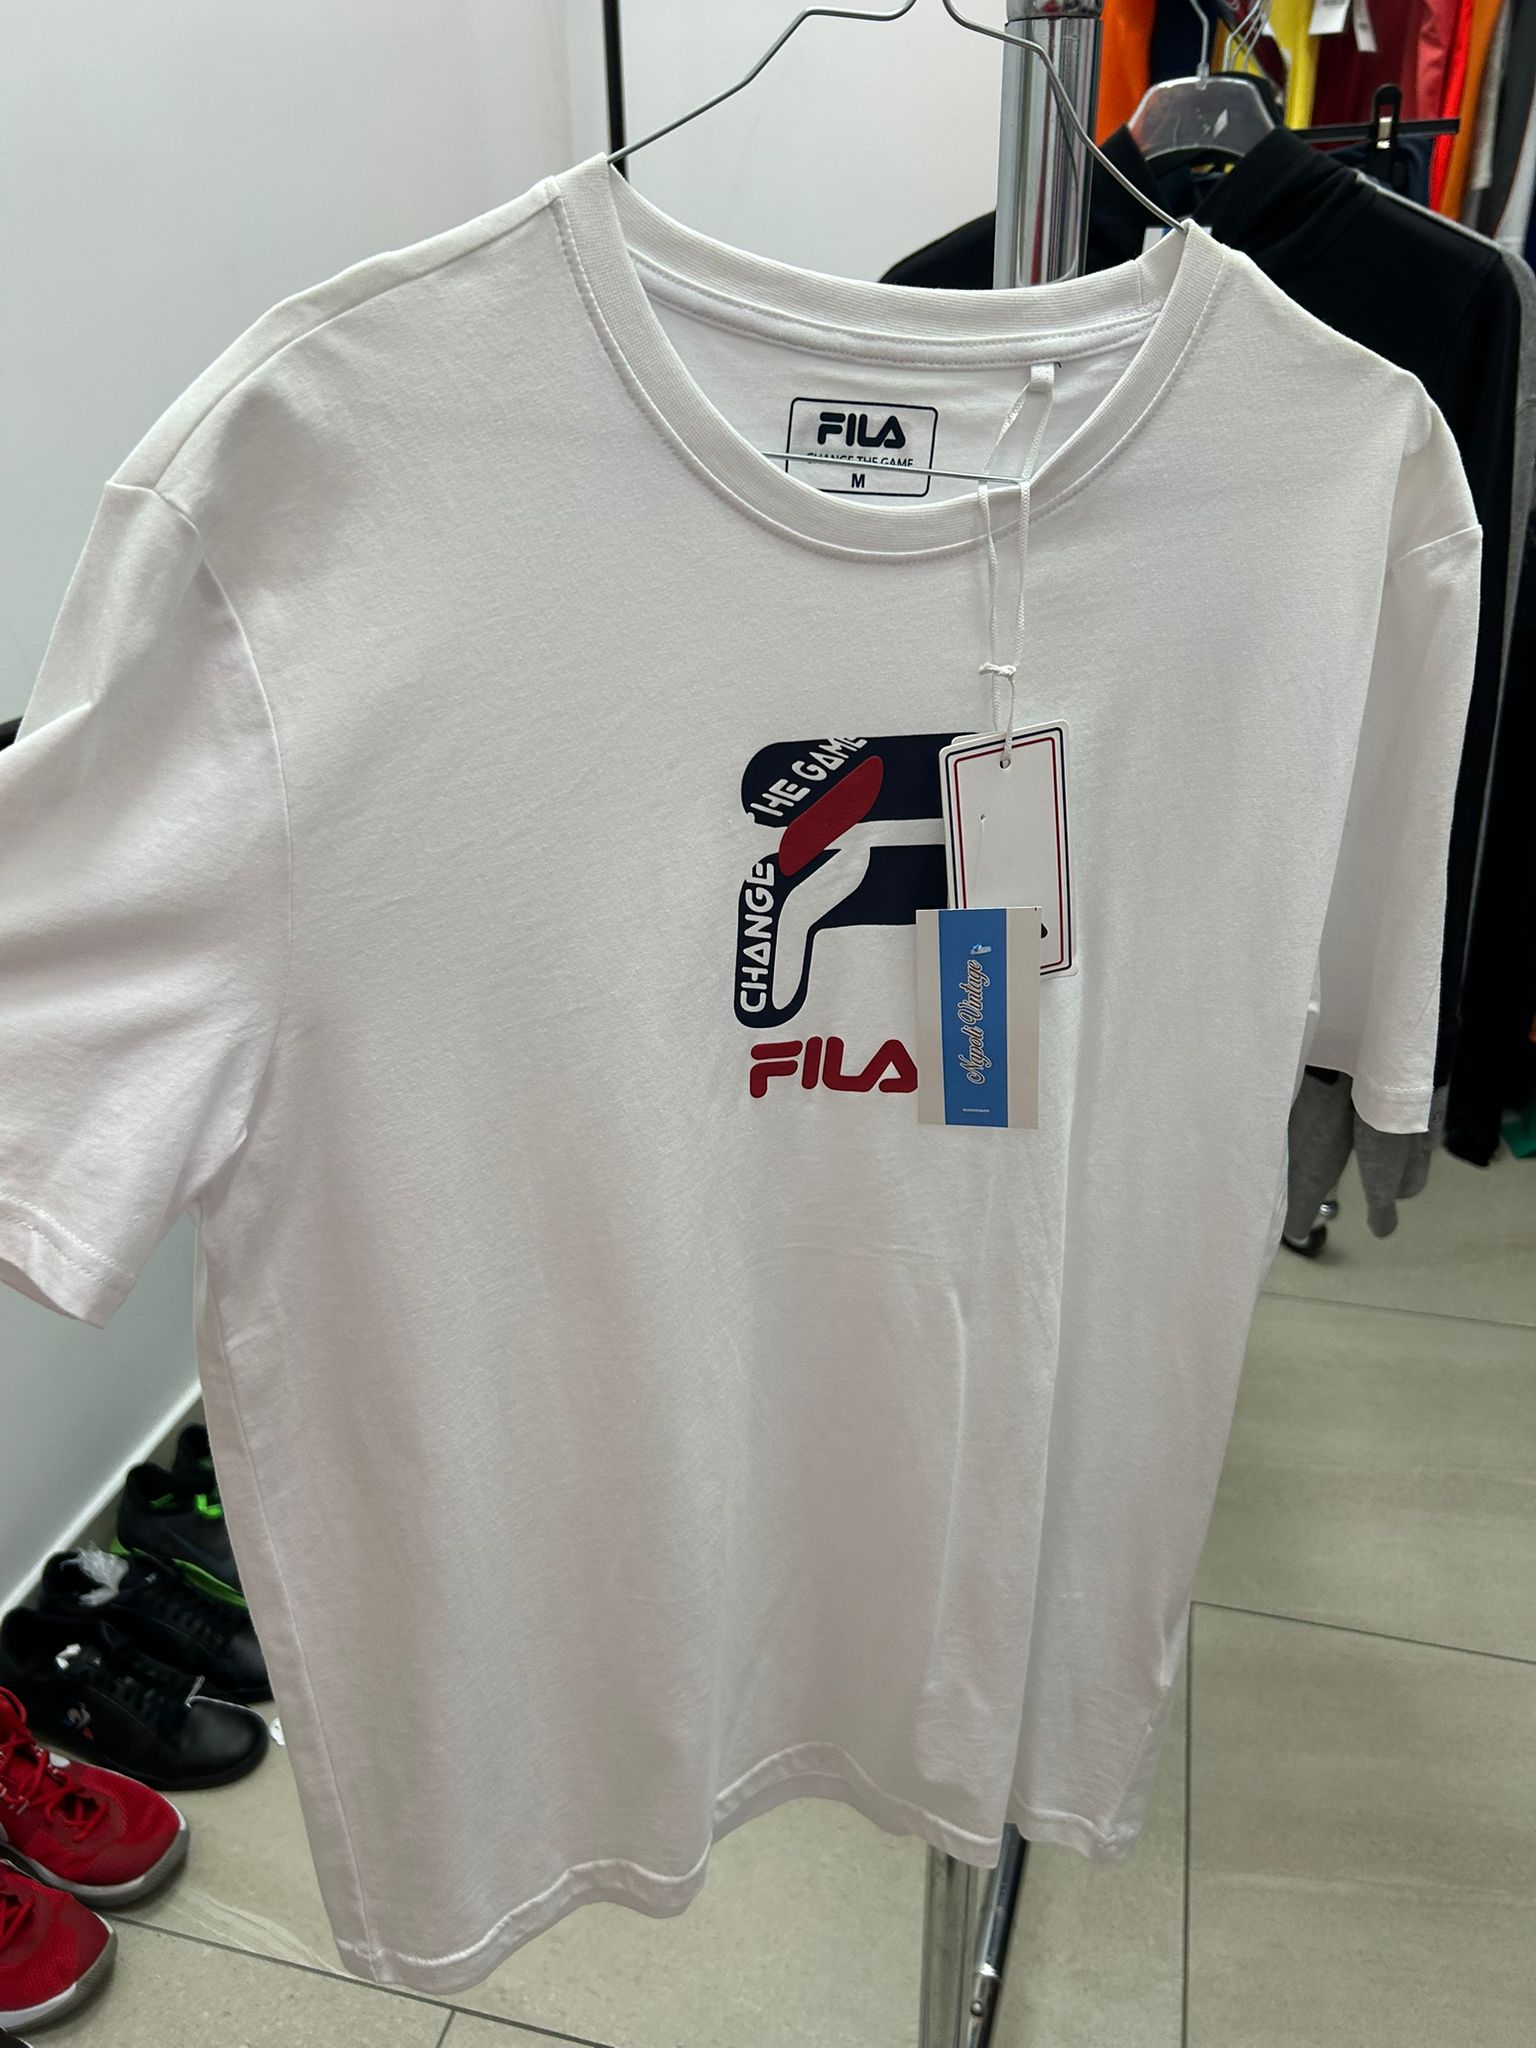 FILA
CHANGE THE GAME
M
CHANGE HE GAME
FILA
Napoli Vintage